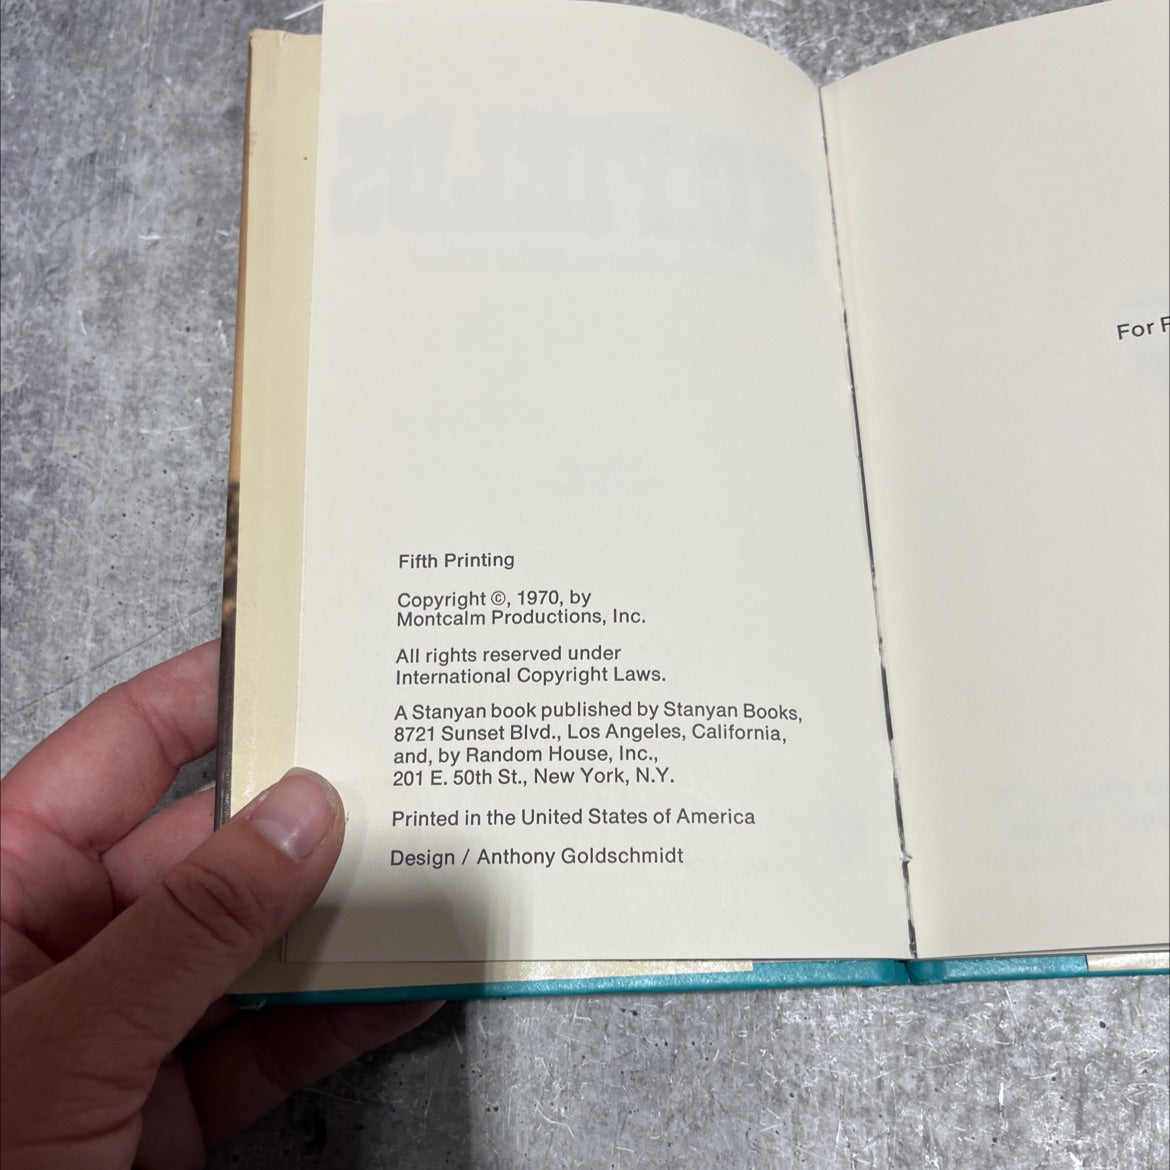 Fifth Printing
Copyright ©, 1970, by
Montcalm Productions, Inc.
All rights reserved under
International Copyright Laws.
A Stanyan book published by Stanyan Books,
8721 Sunset Blvd., Los Angeles, California,
and, by Random House, Inc.,
201 E. 50th St., New York, N.Y.
Printed in the United States of America
Design / Anthony Goldschmidt
For